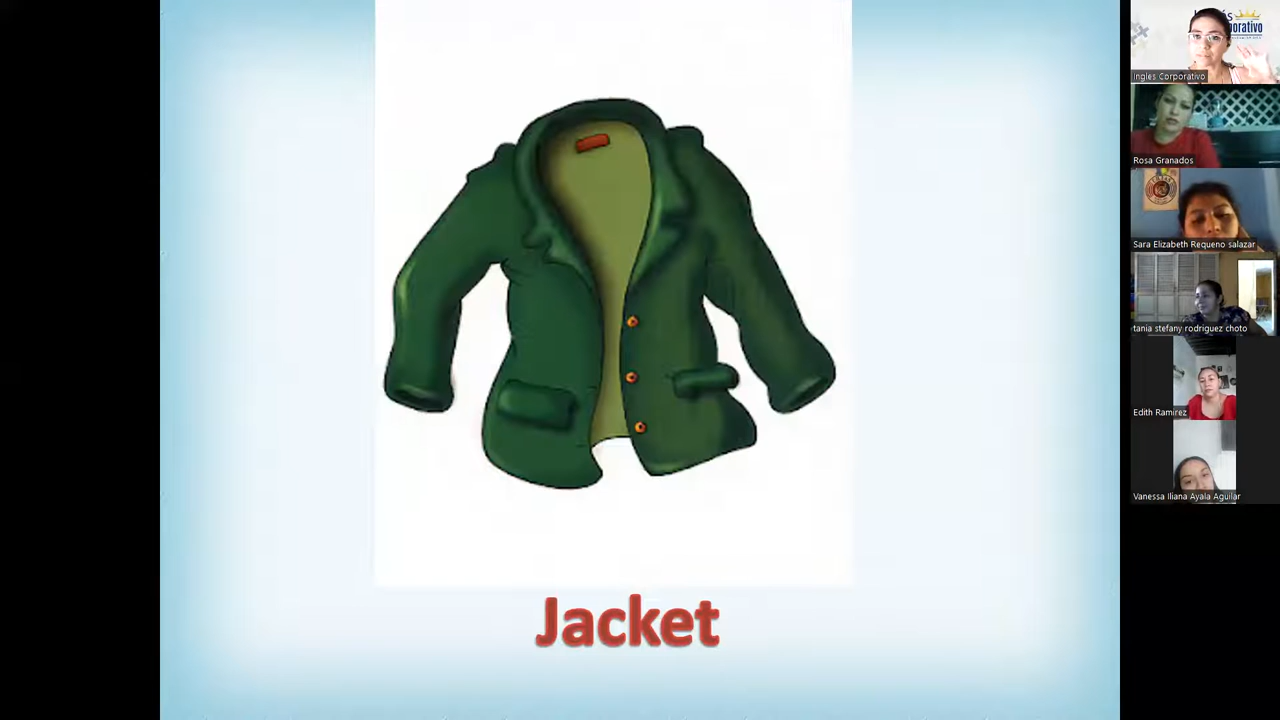 Jacket
ingles Corporativo
Rosa Granados
Sara Elizabeth Requeno salazar
tania stefany rodriguez choto
Edith Ramirez
Vanessa Iliana Ayala Aguilar